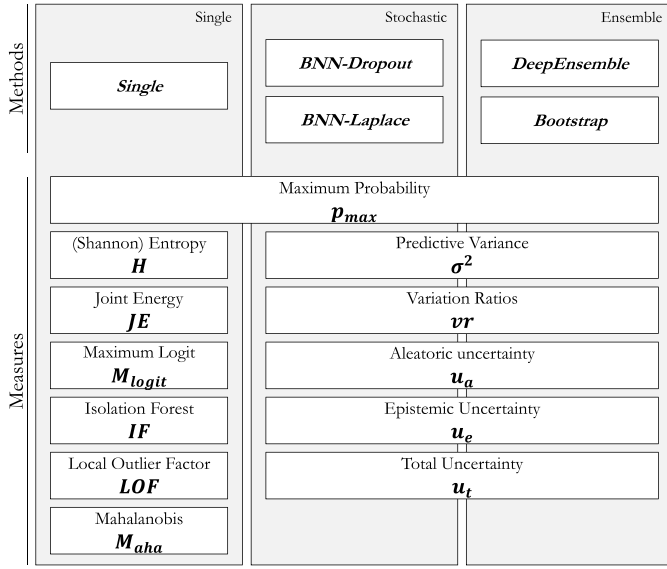 Single
Stochastic
Ensemble
Methods
Single
BNN-Dropout
BNN-Laplace
DeepEnsemble
Bootstrap
Measures
Maximum Probability
p_max
(Shannon) Entropy
H
Predictive Variance
σ²
Joint Energy
JE
Variation Ratios
vr
Maximum Logit
M_logit
Aleatoric uncertainty
u_a
Isolation Forest
IF
Epistemic Uncertainty
u_e
Local Outlier Factor
LOF
Total Uncertainty
u_t
Mahalanobis
M_aha